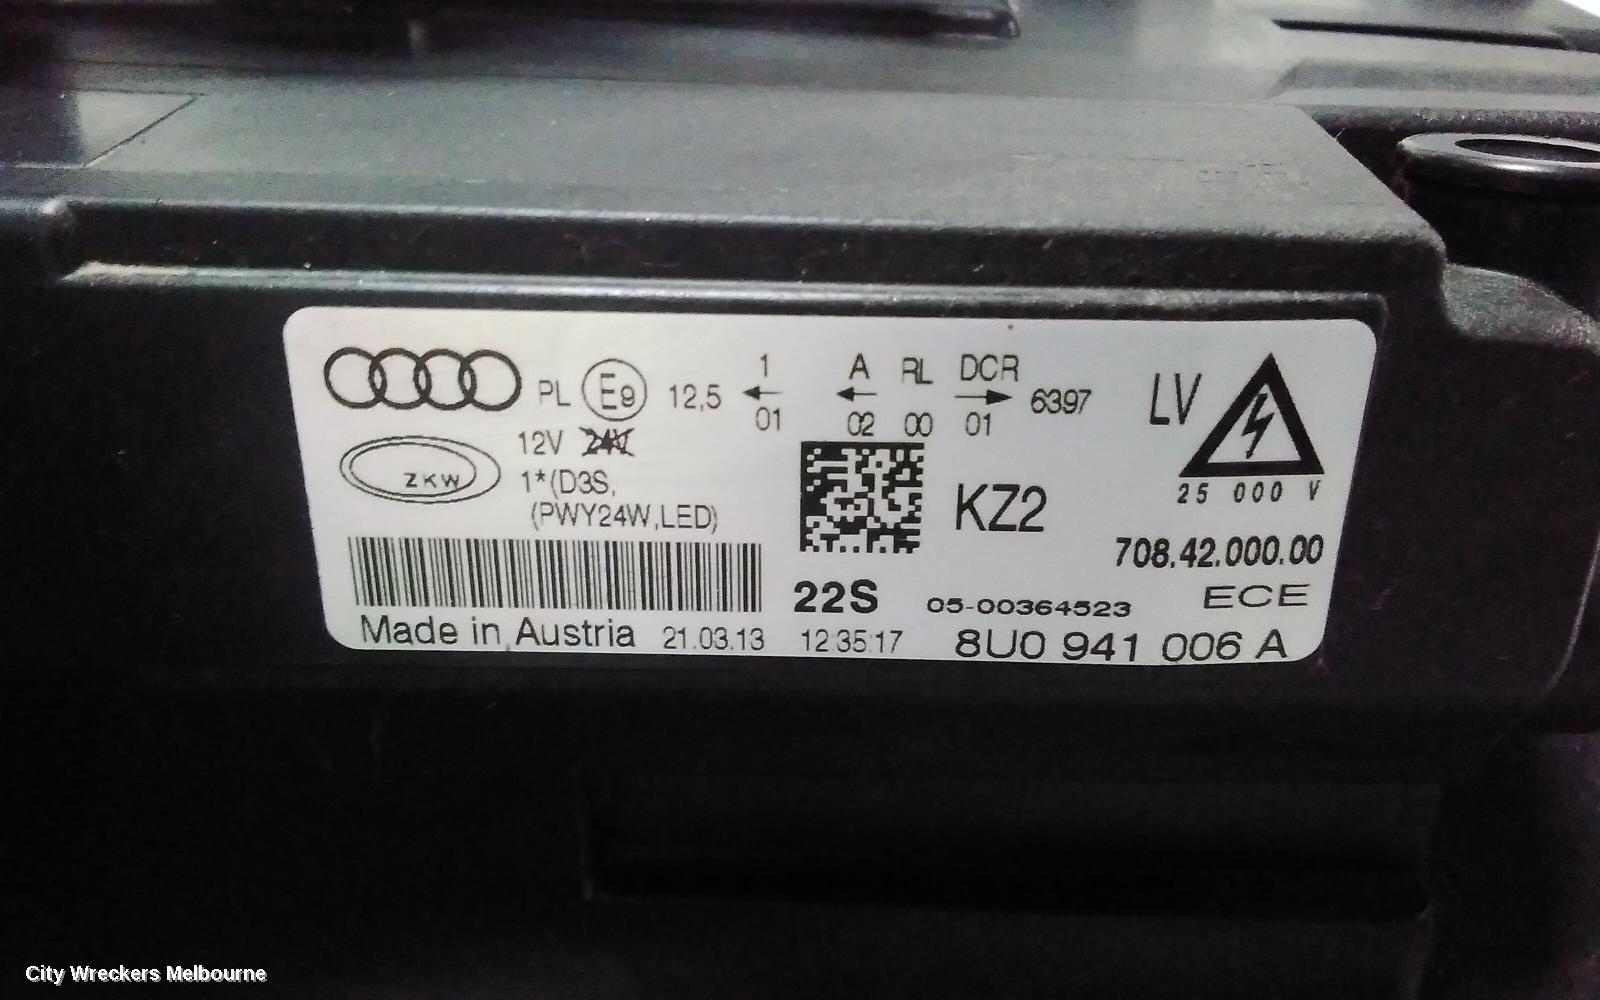 PL E9 12,5 1 A RL DCR 6397 LV
01 02 00 01
12V 24V
ZKW
1*(D3S,
(PWY24W,LED)
KZ2
25 000 V
708.42.000.00
22S 05-00364523 ECE
Made in Austria 21.03.13 12:35:17 8U0 941 006 A
City Wreckers Melbourne